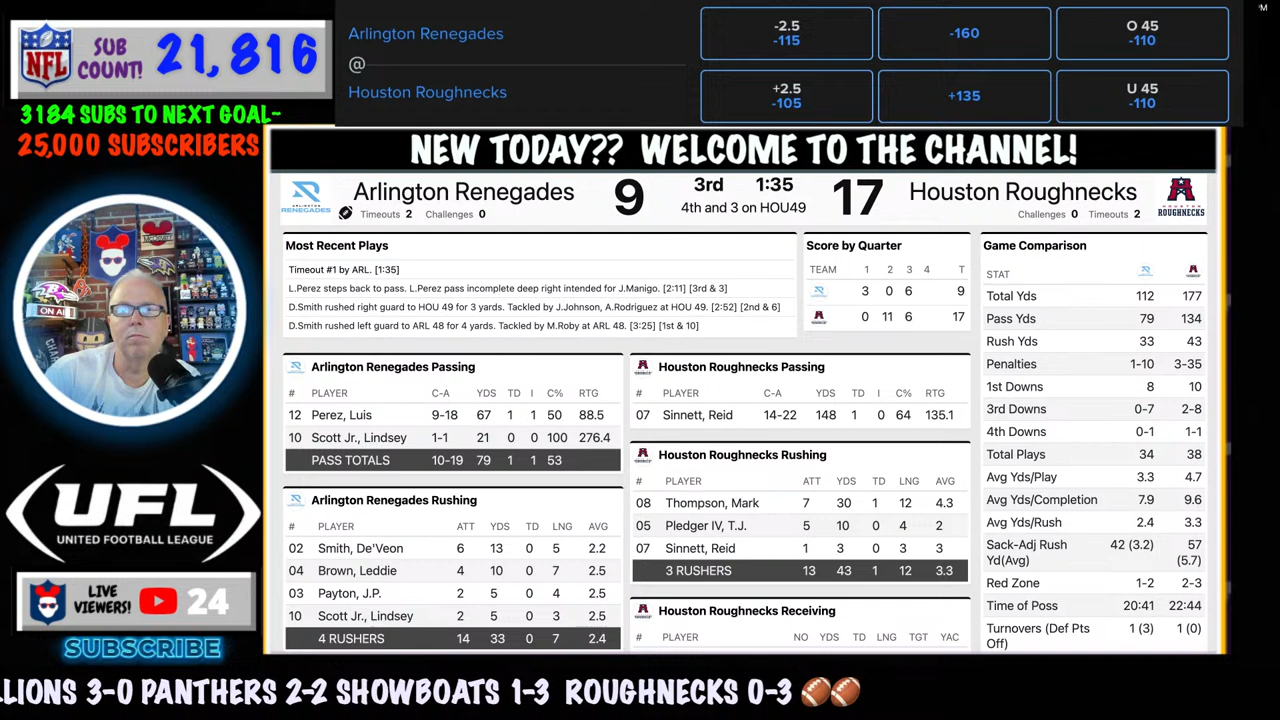 NFL
SUB
COUNT!
21,816
3184 SUBS TO NEXT GOAL~
25,000 SUBSCRIBERS
Arlington Renegades
@
Houston Roughnecks
-2.5
-115
-160
O 45
-110
+2.5
-105
+135
U 45
-110
PM
NEW TODAY?? WELCOME TO THE CHANNEL!
RENEGADES
Arlington Renegades
9
Timeouts 2 Challenges 0
3rd 1:35
4th and 3 on HOU49
17
Houston Roughnecks
Challenges 0 Timeouts 2
ROUGHNECKS
Most Recent Plays
Timeout #1 by ARL. [1:35]
L.Perez steps back to pass. L.Perez pass incomplete deep right intended for J.Manigo. [2:11] [3rd & 3]
D.Smith rushed right guard to HOU 49 for 3 yards. Tackled by J.Johnson, A.Rodriguez at HOU 49. [2:52] [2nd & 6]
D.Smith rushed left guard to ARL 48 for 4 yards. Tackled by M.Roby at ARL 48. [3:25] [1st & 10]
Score by Quarter
TEAM 1 2 3 4 T
3 0 6 9
0 11 6 17
Game Comparison
STAT
Total Yds 112 177
Pass Yds 79 134
Rush Yds 33 43
Penalties 1-10 3-35
1st Downs 8 10
3rd Downs 0-7 2-8
4th Downs 0-1 1-1
Total Plays 34 38
Avg Yds/Play 3.3 4.7
Avg Yds/Completion 7.9 9.6
Avg Yds/Rush 2.4 3.3
Sack-Adj Rush 42 (3.2) 57
Yd(Avg) (5.7)
Red Zone 1-2 2-3
Time of Poss 20:41 22:44
Turnovers (Def Pts 1 (3) 1 (0)
Off)
Arlington Renegades Passing
# PLAYER C-A YDS TD I C% RTG
12 Perez, Luis 9-18 67 1 1 50 88.5
10 Scott Jr., Lindsey 1-1 21 0 0 100 276.4
PASS TOTALS 10-19 79 1 1 53
Arlington Renegades Rushing
# PLAYER ATT YDS TD LNG AVG
02 Smith, De'Veon 6 13 0 5 2.2
04 Brown, Leddie 4 10 0 7 2.5
03 Payton, J.P. 2 5 0 4 2.5
10 Scott Jr., Lindsey 2 5 0 3 2.5
4 RUSHERS 14 33 0 7 2.4
Houston Roughnecks Passing
# PLAYER C-A YDS TD I C% RTG
07 Sinnett, Reid 14-22 148 1 0 64 135.1
Houston Roughnecks Rushing
# PLAYER ATT YDS TD LNG AVG
08 Thompson, Mark 7 30 1 12 4.3
05 Pledger IV, T.J. 5 10 0 4 2
07 Sinnett, Reid 1 3 0 3 3
3 RUSHERS 13 43 1 12 3.3
Houston Roughnecks Receiving
# PLAYER NO YDS TD LNG TGT YAC
ON AI
UFL
UNITED FOOTBALL LEAGUE
LIVE
VIEWERS!
24
SUBSCRIBE
LLIONS 3-0 PANTHERS 2-2 SHOWBOATS 1-3 ROUGHNECKS 0-3